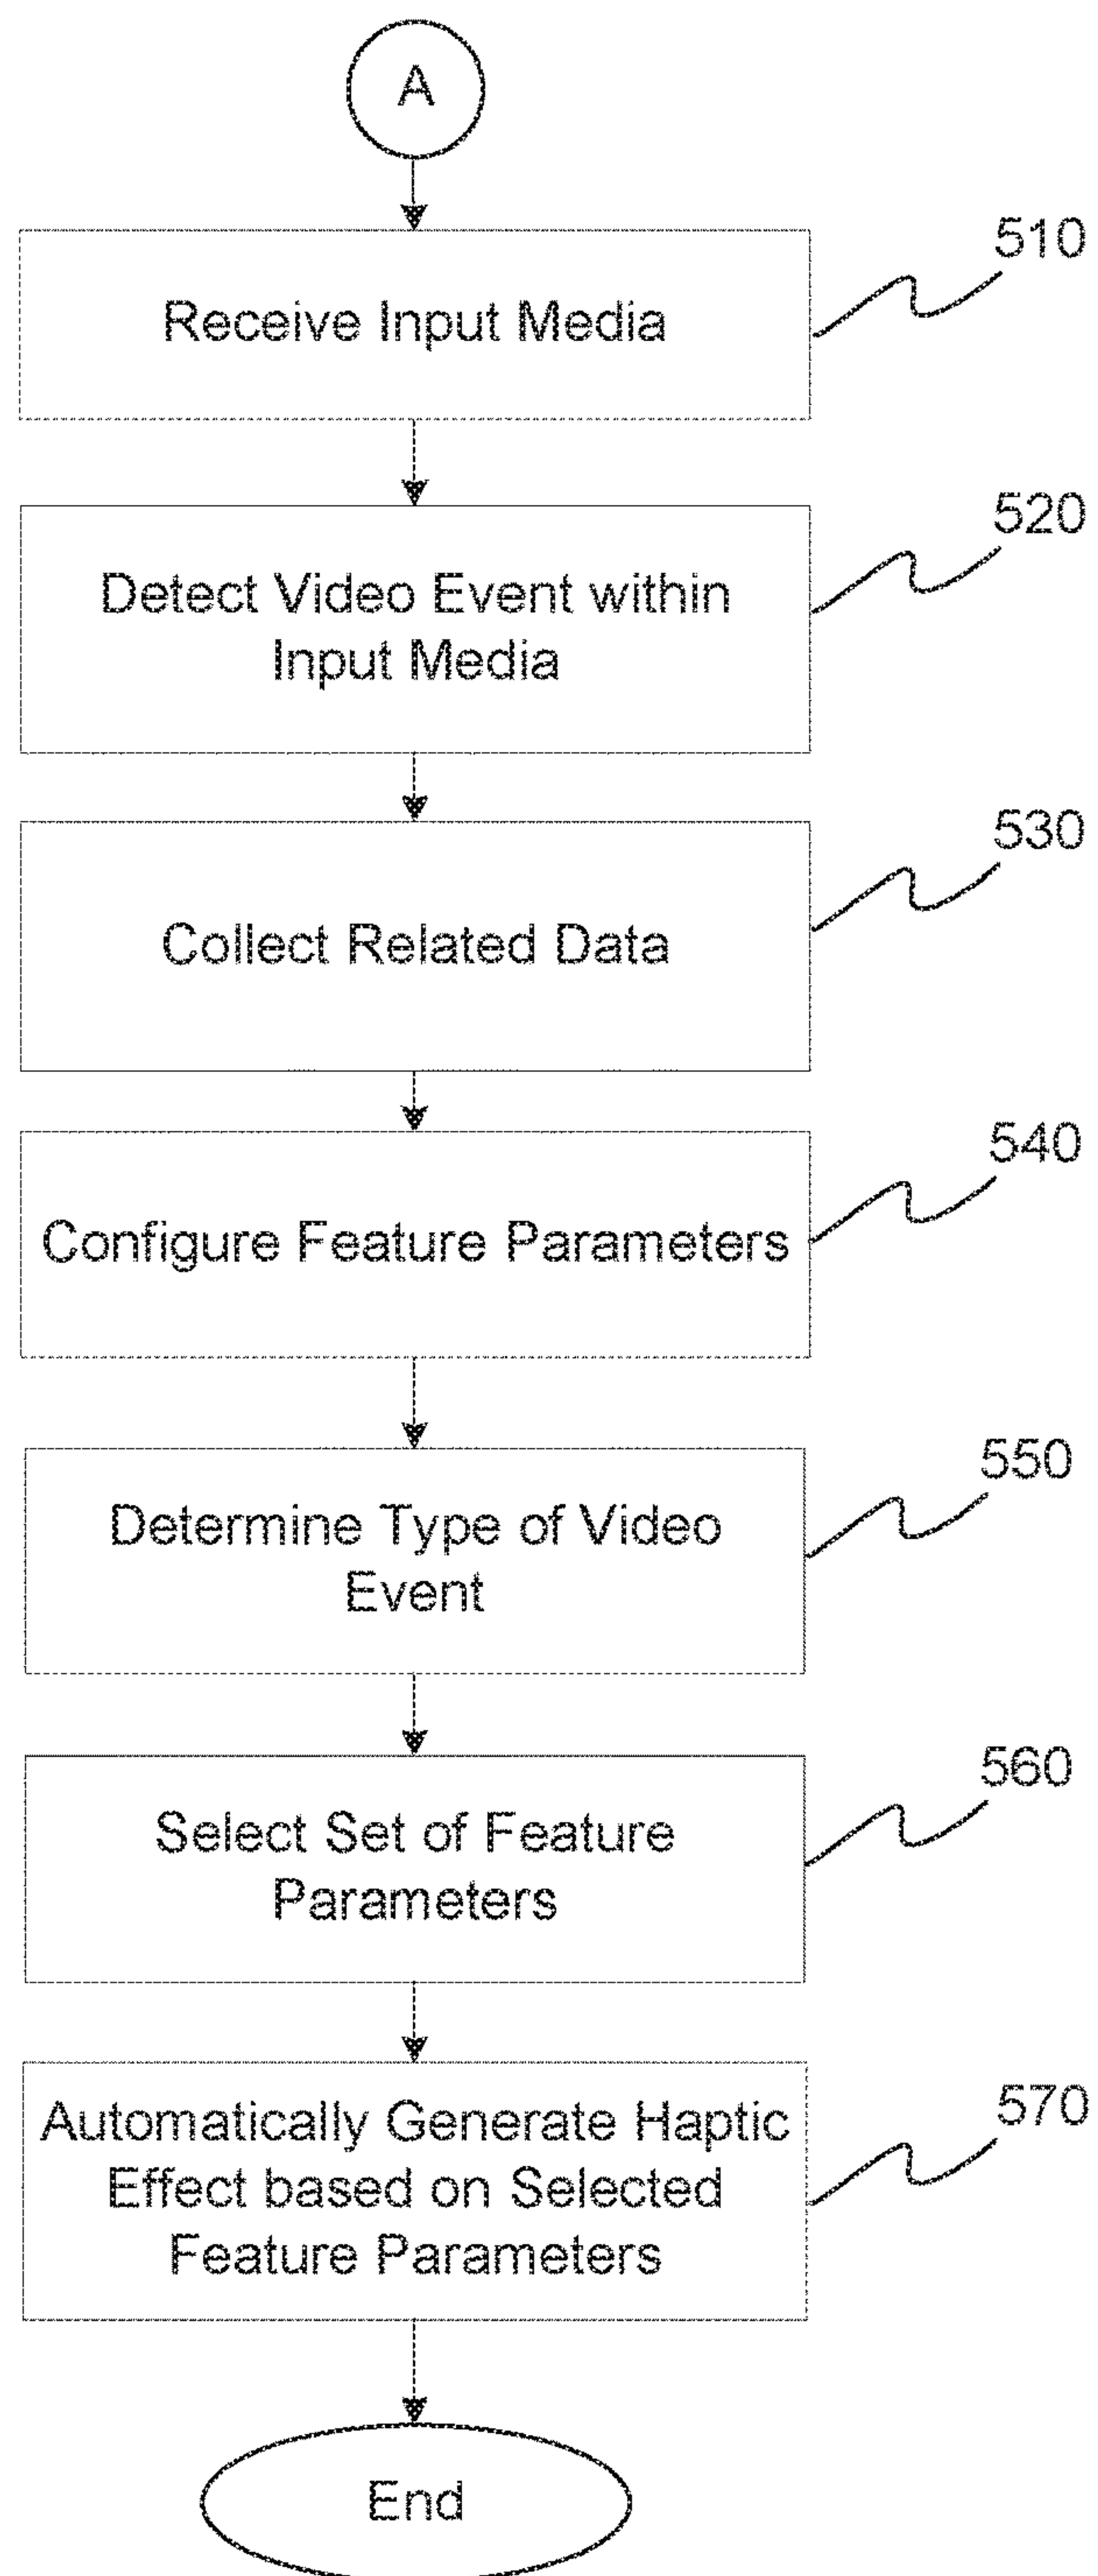 A
510
Receive Input Media
520
Detect Video Event within
Input Media
530
Collect Related Data
540
Configure Feature Parameters
550
Determine Type of Video
Event
560
Select Set of Feature
Parameters
570
Automatically Generate Haptic
Effect based on Selected
Feature Parameters
End